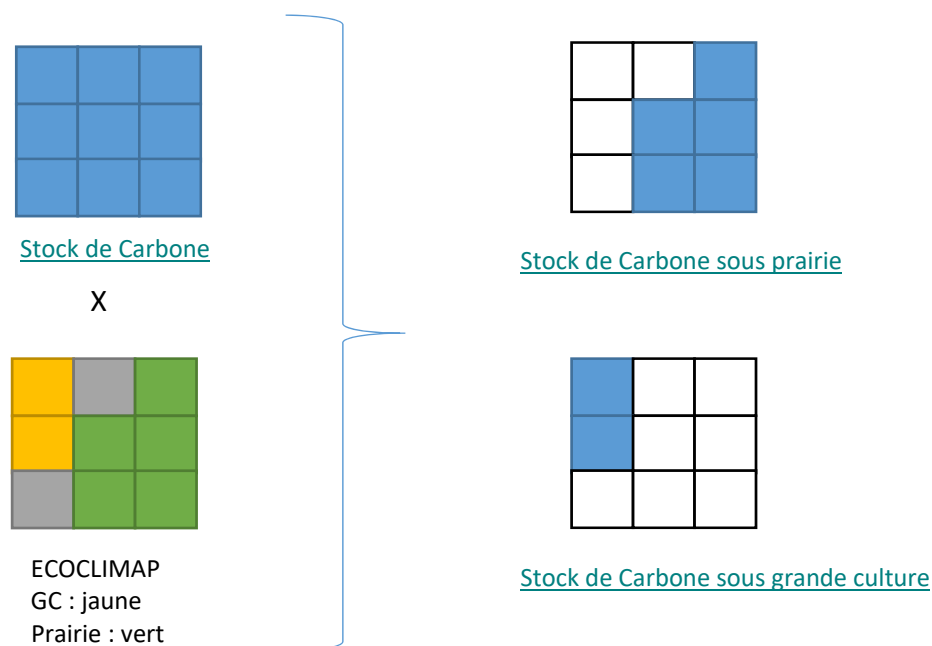 Stock de Carbone
X
ECOCLIMAP
GC : jaune
Prairie : vert
Stock de Carbone sous prairie
Stock de Carbone sous grande culture